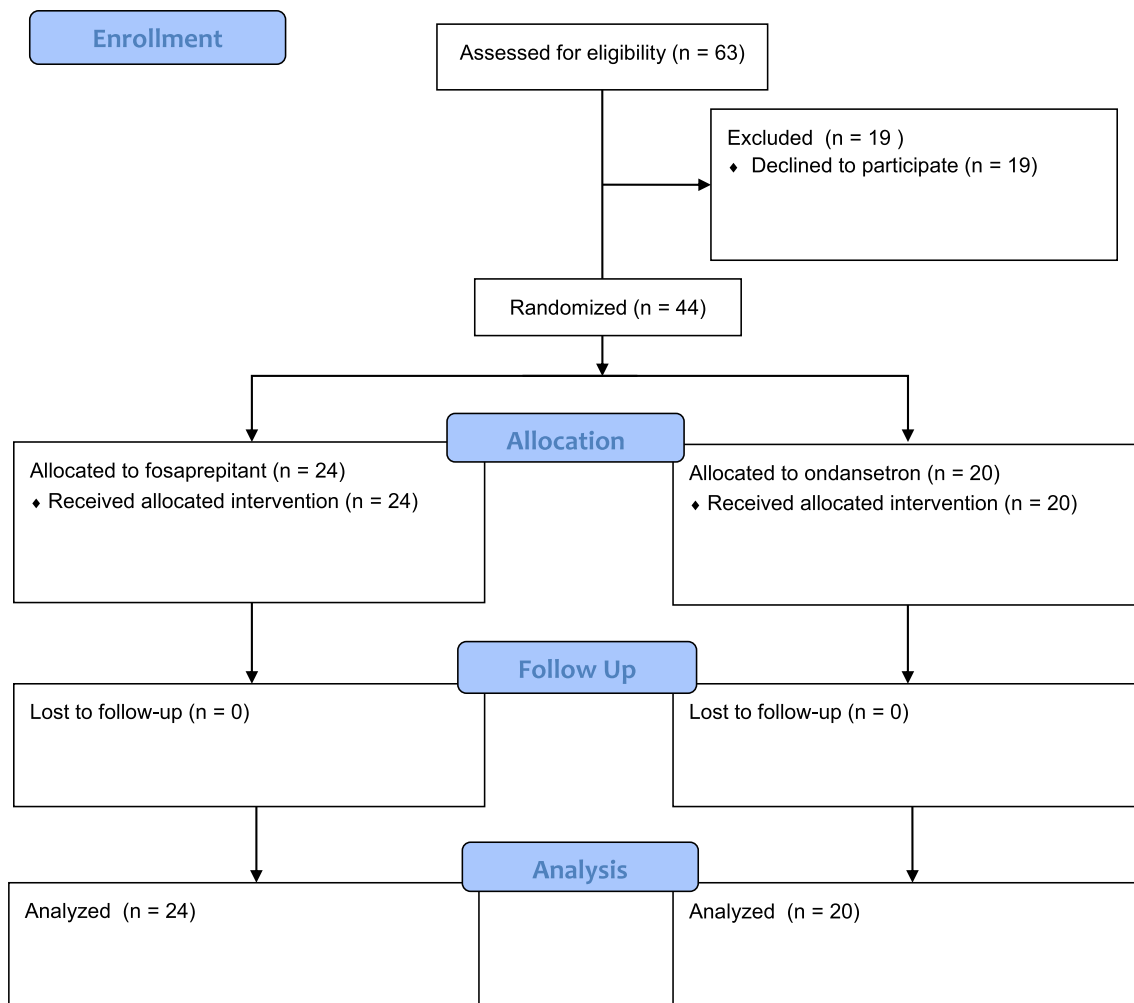 Enrollment
Assessed for eligibility (n = 63)
Excluded (n = 19 )
♦ Declined to participate (n = 19)
Randomized (n = 44)
Allocation
Allocated to fosaprepitant (n = 24)
♦ Received allocated intervention (n = 24)
Allocated to ondansetron (n = 20)
♦ Received allocated intervention (n = 20)
Follow Up
Lost to follow-up (n = 0)
Lost to follow-up (n = 0)
Analysis
Analyzed (n = 24)
Analyzed (n = 20)